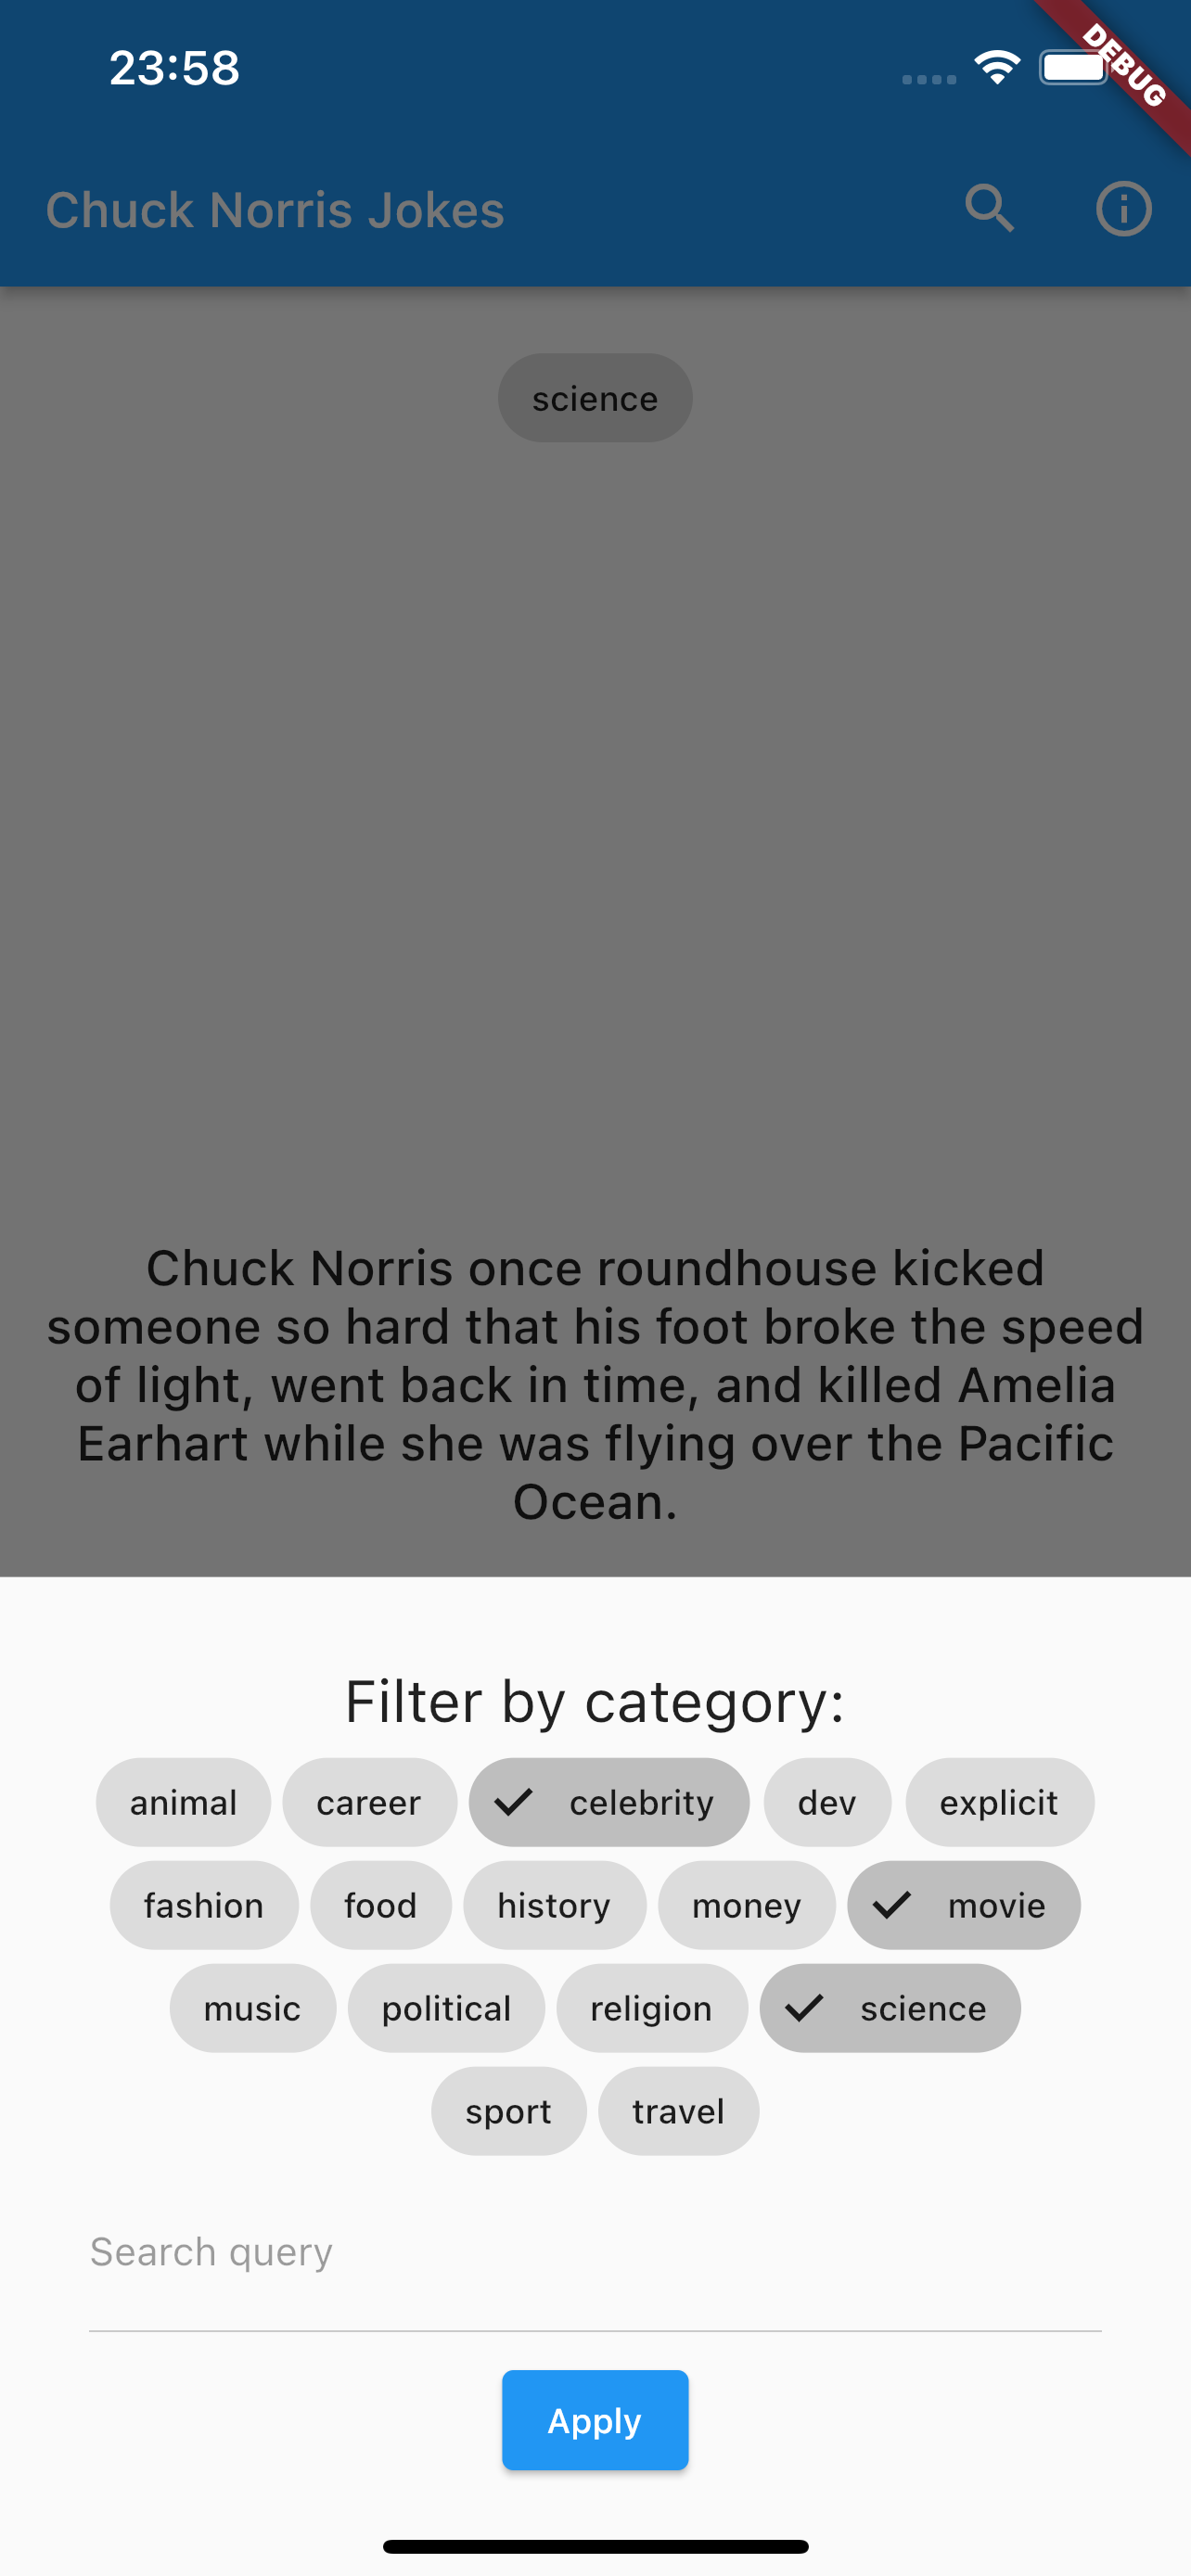 23:58
DEBUG
Chuck Norris Jokes
science
Chuck Norris once roundhouse kicked
someone so hard that his foot broke the speed
of light, went back in time, and killed Amelia
Earhart while she was flying over the Pacific
Ocean.
Filter by category:
animal career celebrity dev explicit
fashion food history money movie
music political religion science
sport travel
Search query
Apply